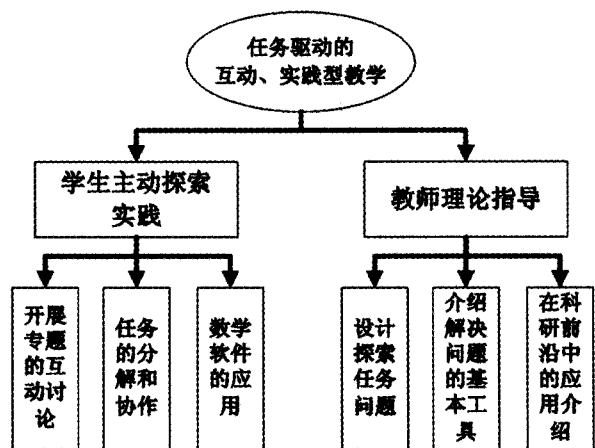 任务驱动的
互动、实践型教学
学生主动探索
实践
教师理论指导
开展
专题
的互
动讨
论
任务
的分
解和
协作
数学
软件
的应
用
设计
探索
任务
问题
介绍
解决
问题
的基
本工
具
在科
研前
沿中
的应
用介
绍